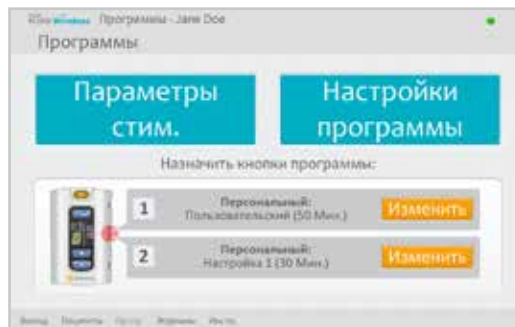 Программы - Jane Doe
Программы
Параметры
стим.
Настройки
программы
Назначить кнопки программы:
1
Персональный:
Пользовательский (50 Мин.)
Изменить
2
Персональный:
Настройка 1 (30 Мин.)
Изменить
Выход Пациенты Журналы